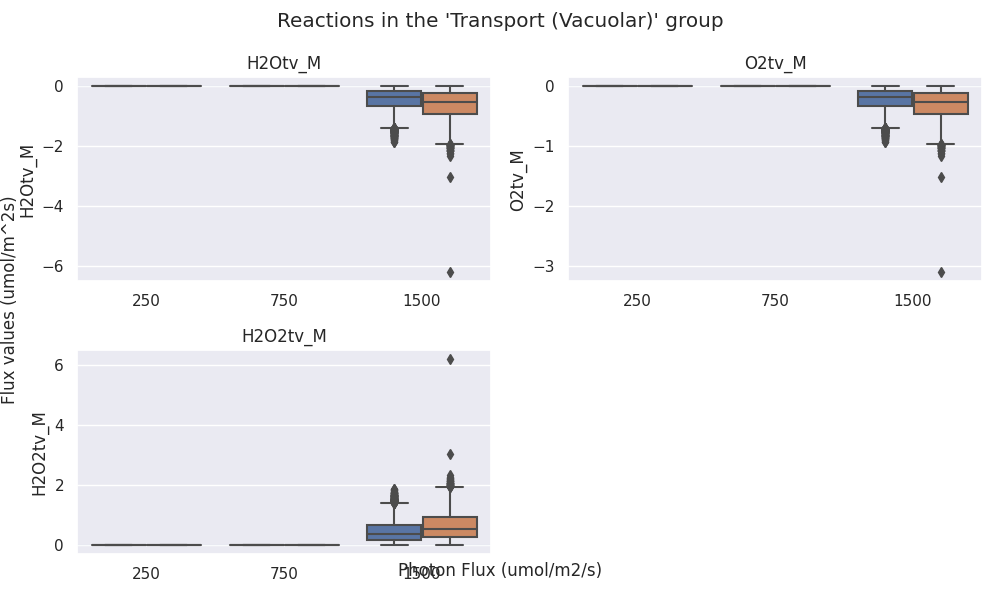 Reactions in the 'Transport (Vacuolar)' group
H2Otv_M
O2tv_M
0
−2
−4
−6
H2Otv_M
250
750
1500
0
−1
−2
−3
O2tv_M
250
750
1500
Flux values (umol/m^2s)
H2O2tv_M
6
4
2
0
H2O2tv_M
250
750
1500
Photon Flux (umol/m2/s)